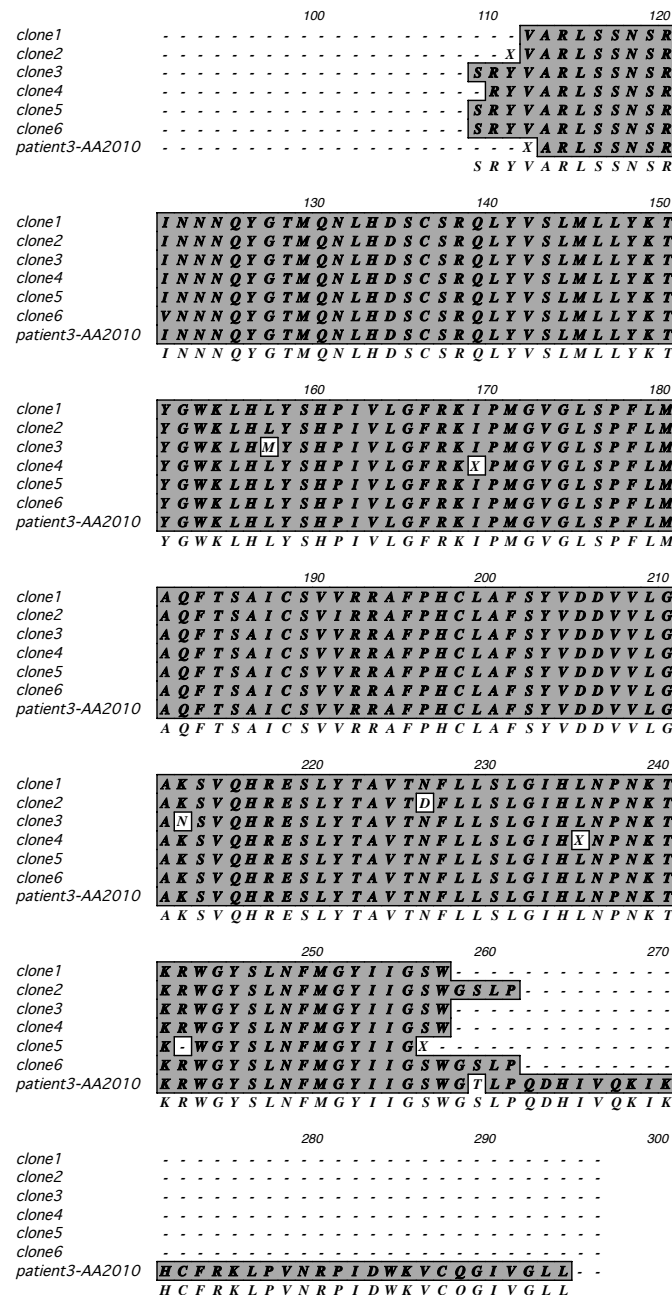 100 110 120
clone1 - - - - - - - - - - - - - - - - - - - - - V A R L S S N S R
clone2 - - - - - - - - - - - - - - - - - - - - X V A R L S S N S R
clone3 - - - - - - - - - - - - - - - - - - S R Y V A R L S S N S R
clone4 - - - - - - - - - - - - - - - - - - - R Y V A R L S S N S R
clone5 - - - - - - - - - - - - - - - - - - S R Y V A R L S S N S R
clone6 - - - - - - - - - - - - - - - - - - S R Y V A R L S S N S R
patient3-AA2010 - - - - - - - - - - - - - - - - - - - - - X A R L S S N S R
S R Y V A R L S S N S R
130 140 150
clone1 I N N N Q Y G T M Q N L H D S C S R Q L Y V S L M L L Y K T
clone2 I N N N Q Y G T M Q N L H D S C S R Q L Y V S L M L L Y K T
clone3 I N N N Q Y G T M Q N L H D S C S R Q L Y V S L M L L Y K T
clone4 I N N N Q Y G T M Q N L H D S C S R Q L Y V S L M L L Y K T
clone5 I N N N Q Y G T M Q N L H D S C S R Q L Y V S L M L L Y K T
clone6 V N N N Q Y G T M Q N L H D S C S R Q L Y V S L M L L Y K T
patient3-AA2010 I N N N Q Y G T M Q N L H D S C S R Q L Y V S L M L L Y K T
I N N N Q Y G T M Q N L H D S C S R Q L Y V S L M L L Y K T
160 170 180
clone1 Y G W K L H L Y S H P I V L G F R K I P M G V G L S P F L M
clone2 Y G W K L H L Y S H P I V L G F R K I P M G V G L S P F L M
clone3 Y G W K L H M Y S H P I V L G F R K I P M G V G L S P F L M
clone4 Y G W K L H L Y S H P I V L G F R K X P M G V G L S P F L M
clone5 Y G W K L H L Y S H P I V L G F R K I P M G V G L S P F L M
clone6 Y G W K L H L Y S H P I V L G F R K I P M G V G L S P F L M
patient3-AA2010 Y G W K L H L Y S H P I V L G F R K I P M G V G L S P F L M
Y G W K L H L Y S H P I V L G F R K I P M G V G L S P F L M
190 200 210
clone1 A Q F T S A I C S V V R R A F P H C L A F S Y V D D V V L G
clone2 A Q F T S A I C S V I R R A F P H C L A F S Y V D D V V L G
clone3 A Q F T S A I C S V V R R A F P H C L A F S Y V D D V V L G
clone4 A Q F T S A I C S V V R R A F P H C L A F S Y V D D V V L G
clone5 A Q F T S A I C S V V R R A F P H C L A F S Y V D D V V L G
clone6 A Q F T S A I C S V V R R A F P H C L A F S Y V D D V V L G
patient3-AA2010 A Q F T S A I C S V V R R A F P H C L A F S Y V D D V V L G
A Q F T S A I C S V V R R A F P H C L A F S Y V D D V V L G
220 230 240
clone1 A K S V Q H R E S L Y T A V T N F L L S L G I H L N P N K T
clone2 A K S V Q H R E S L Y T A V T D F L L S L G I H L N P N K T
clone3 A N S V Q H R E S L Y T A V T N F L L S L G I H L N P N K T
clone4 A K S V Q H R E S L Y T A V T N F L L S L G I H X N P N K T
clone5 A K S V Q H R E S L Y T A V T N F L L S L G I H L N P N K T
clone6 A K S V Q H R E S L Y T A V T N F L L S L G I H L N P N K T
patient3-AA2010 A K S V Q H R E S L Y T A V T N F L L S L G I H L N P N K T
A K S V Q H R E S L Y T A V T N F L L S L G I H L N P N K T
250 260 270
clone1 K R W G Y S L N F M G Y I I G S W - - - - - - - - - - - - -
clone2 K R W G Y S L N F M G Y I I G S W G S L P - - - - - - - - -
clone3 K R W G Y S L N F M G Y I I G S W - - - - - - - - - - - - -
clone4 K R W G Y S L N F M G Y I I G S W - - - - - - - - - - - - -
clone5 K - W G Y S L N F M G Y I I G X - - - - - - - - - - - - - -
clone6 K R W G Y S L N F M G Y I I G S W G S L P - - - - - - - - -
patient3-AA2010 K R W G Y S L N F M G Y I I G S W G T L P Q D H I V Q K I K
K R W G Y S L N F M G Y I I G S W G S L P Q D H I V Q K I K
280 290 300
clone1 - - - - - - - - - - - - - - - - - - - - - - - - - -
clone2 - - - - - - - - - - - - - - - - - - - - - - - - - -
clone3 - - - - - - - - - - - - - - - - - - - - - - - - - -
clone4 - - - - - - - - - - - - - - - - - - - - - - - - - -
clone5 - - - - - - - - - - - - - - - - - - - - - - - - - -
clone6 - - - - - - - - - - - - - - - - - - - - - - - - - -
patient3-AA2010 H C F R K L P V N R P I D W K V C Q G I V G L L - -
H C F R K L P V N R P I D W K V C Q G I V G L L